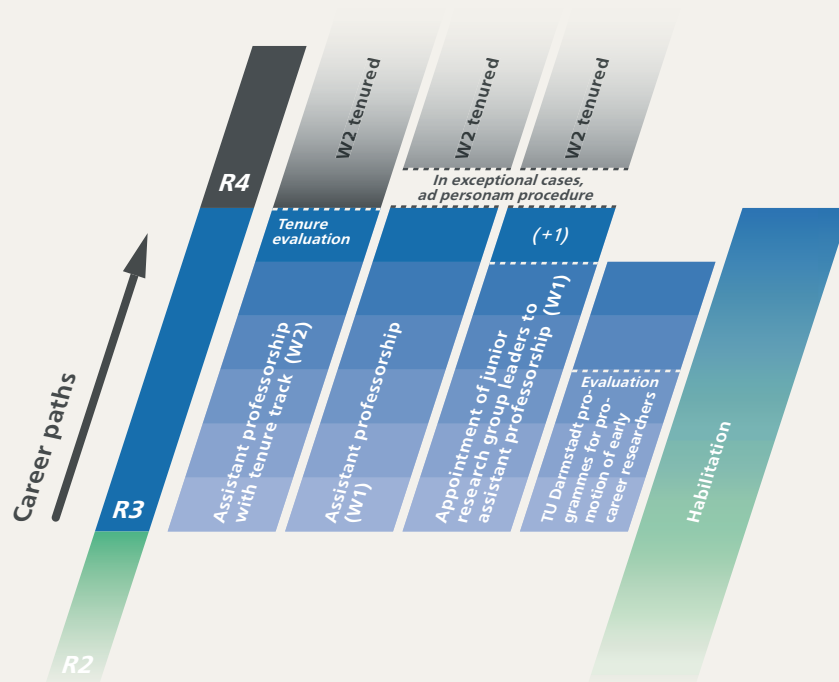 W2 tenured
W2 tenured
W2 tenured
R4
In exceptional cases,
ad personam procedure
Tenure
evaluation
(+1)
Career paths
R3
R2
Assistant professorship
with tenure track (W2)
Assistant professorship
(W1)
Appointment of junior
research group leaders to
assistant professorship (W1)
Evaluation
TU Darmstadt pro-
grammes for pro-
motion of early
career researchers
Habilitation